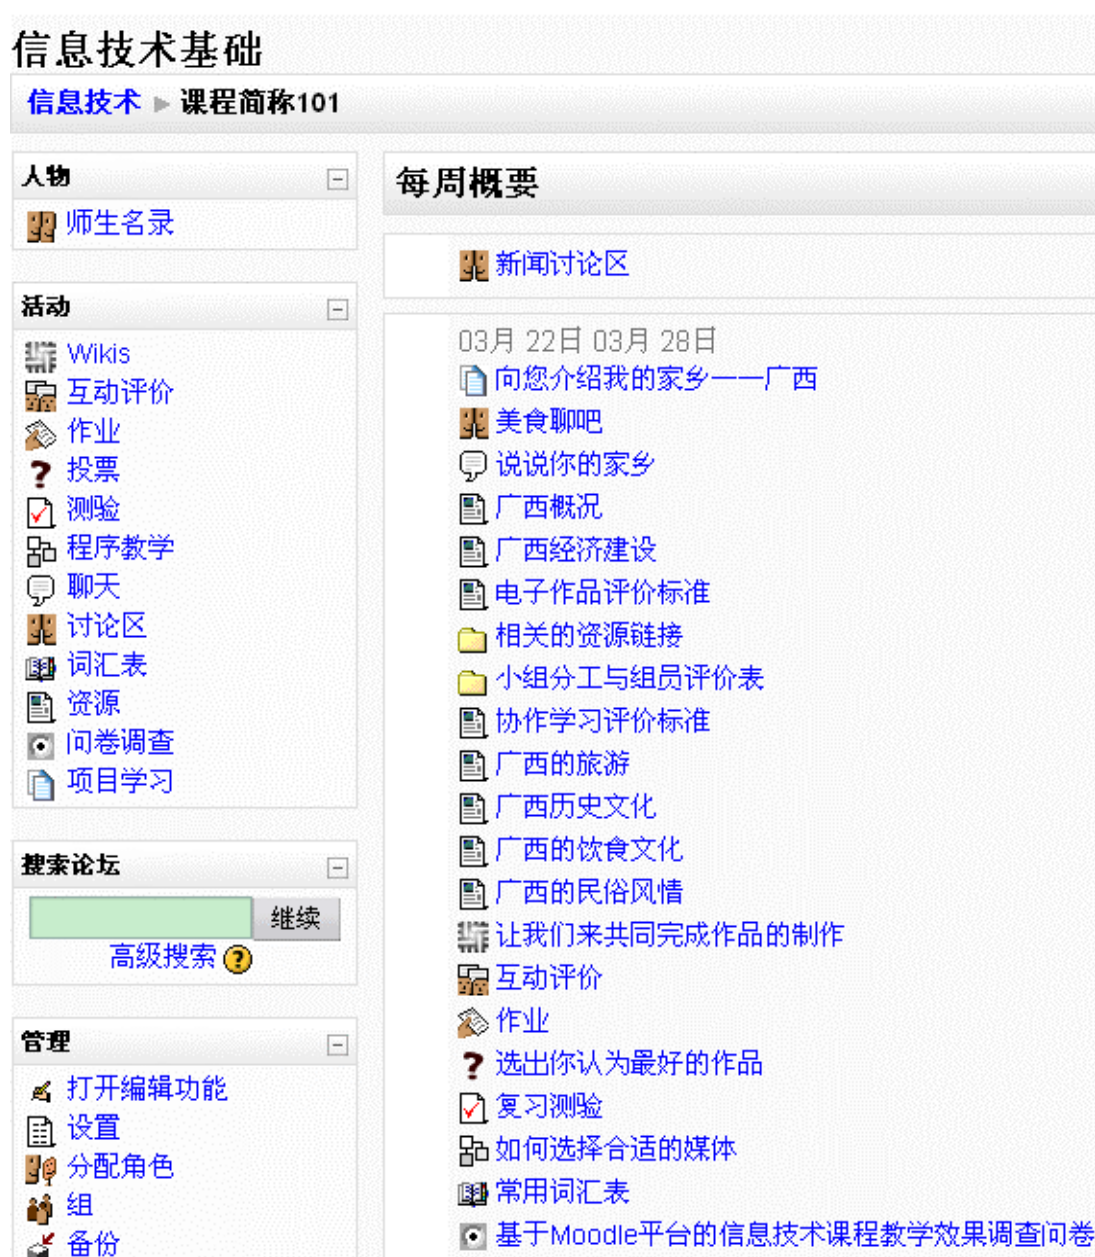 信息技术基础
信息技术 ▶ 课程简称101
人物
师生名录
活动
Wikis
互动评价
作业
投票
测验
程序教学
聊天
讨论区
词汇表
资源
问卷调查
项目学习
搜索论坛
继续
高级搜索 ?
管理
打开编辑功能
设置
分配角色
组
备份
每周概要
新闻讨论区
03月 22日 03月 28日
向您介绍我的家乡——广西
美食聊吧
说说你的家乡
广西概况
广西经济建设
电子作品评价标准
相关的资源链接
小组分工与组员评价表
协作学习评价标准
广西的旅游
广西历史文化
广西的饮食文化
广西的民俗风情
让我们来共同完成作品的制作
互动评价
作业
选出你认为最好的作品
复习测验
如何选择合适的媒体
常用词汇表
基于Moodle平台的信息技术课程教学效果调查问卷